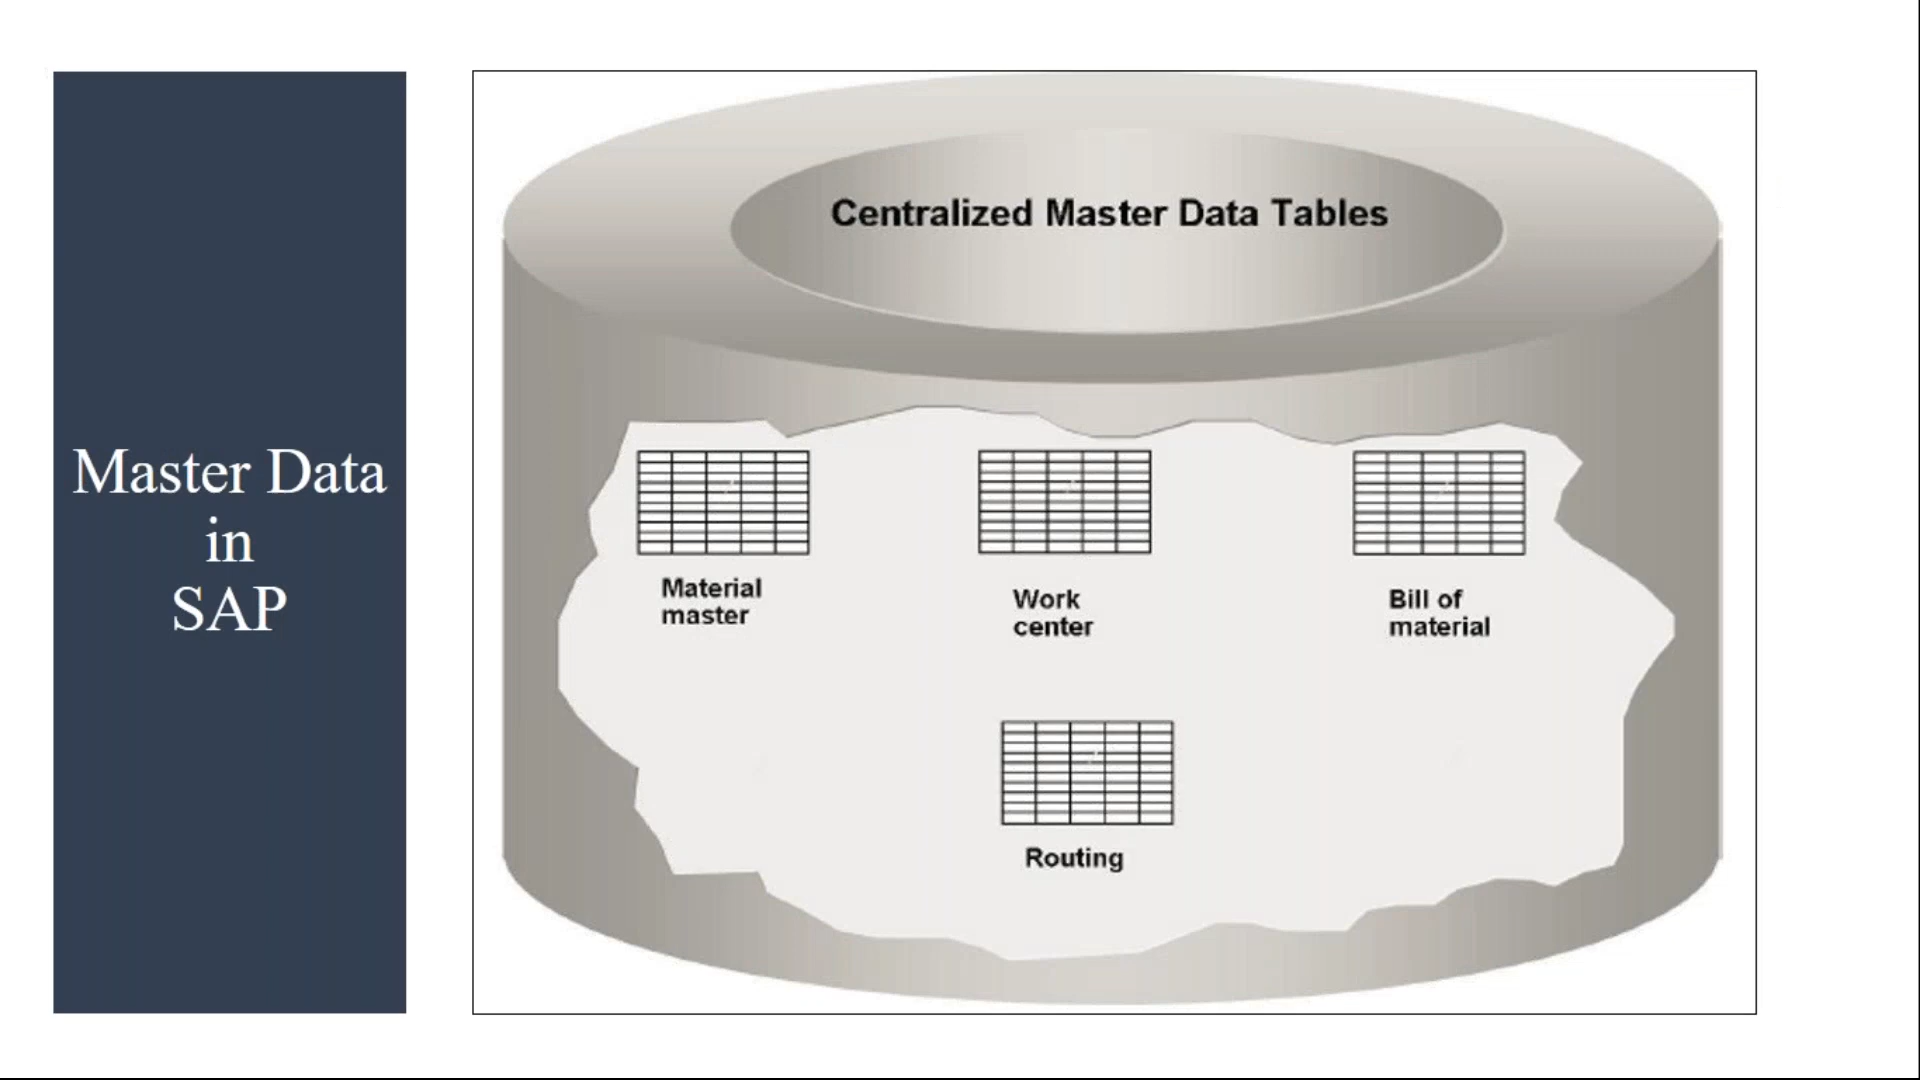 Master Data
in
SAP
Centralized Master Data Tables
Material
master
Work
center
Bill of
material
Routing